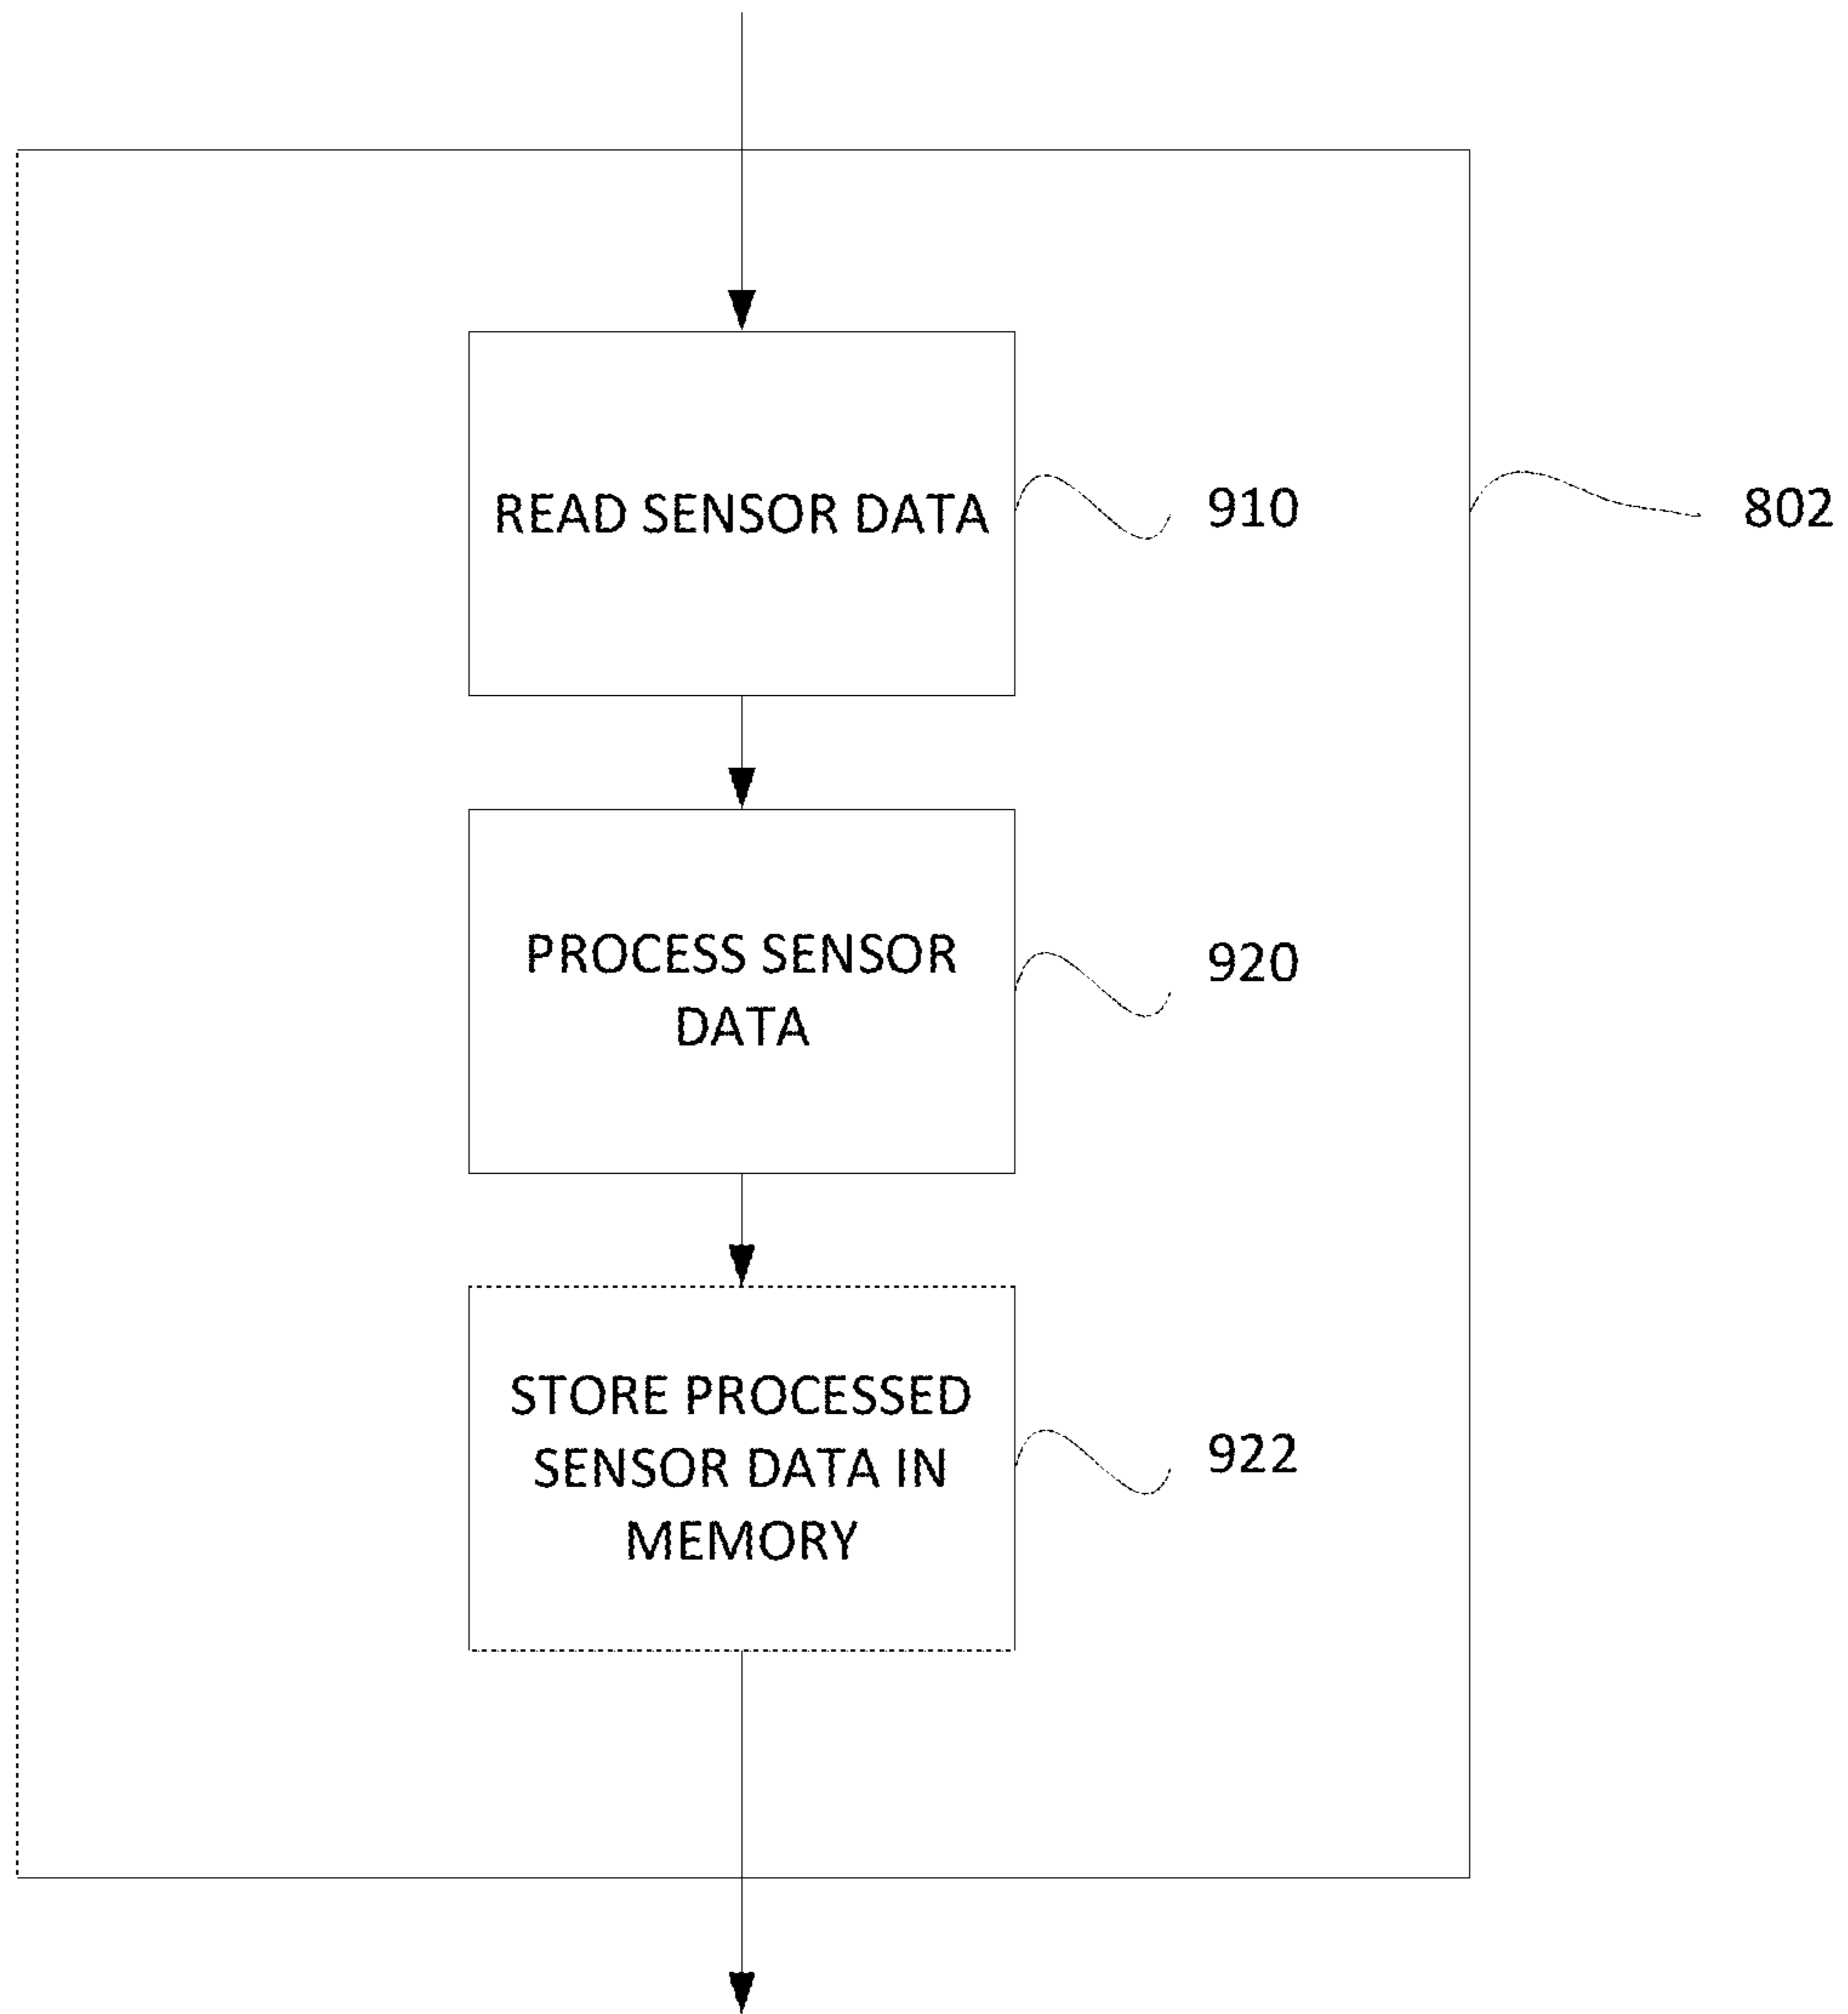 READ SENSOR DATA
910
802
PROCESS SENSOR
DATA
920
STORE PROCESSED
SENSOR DATA IN
MEMORY
922